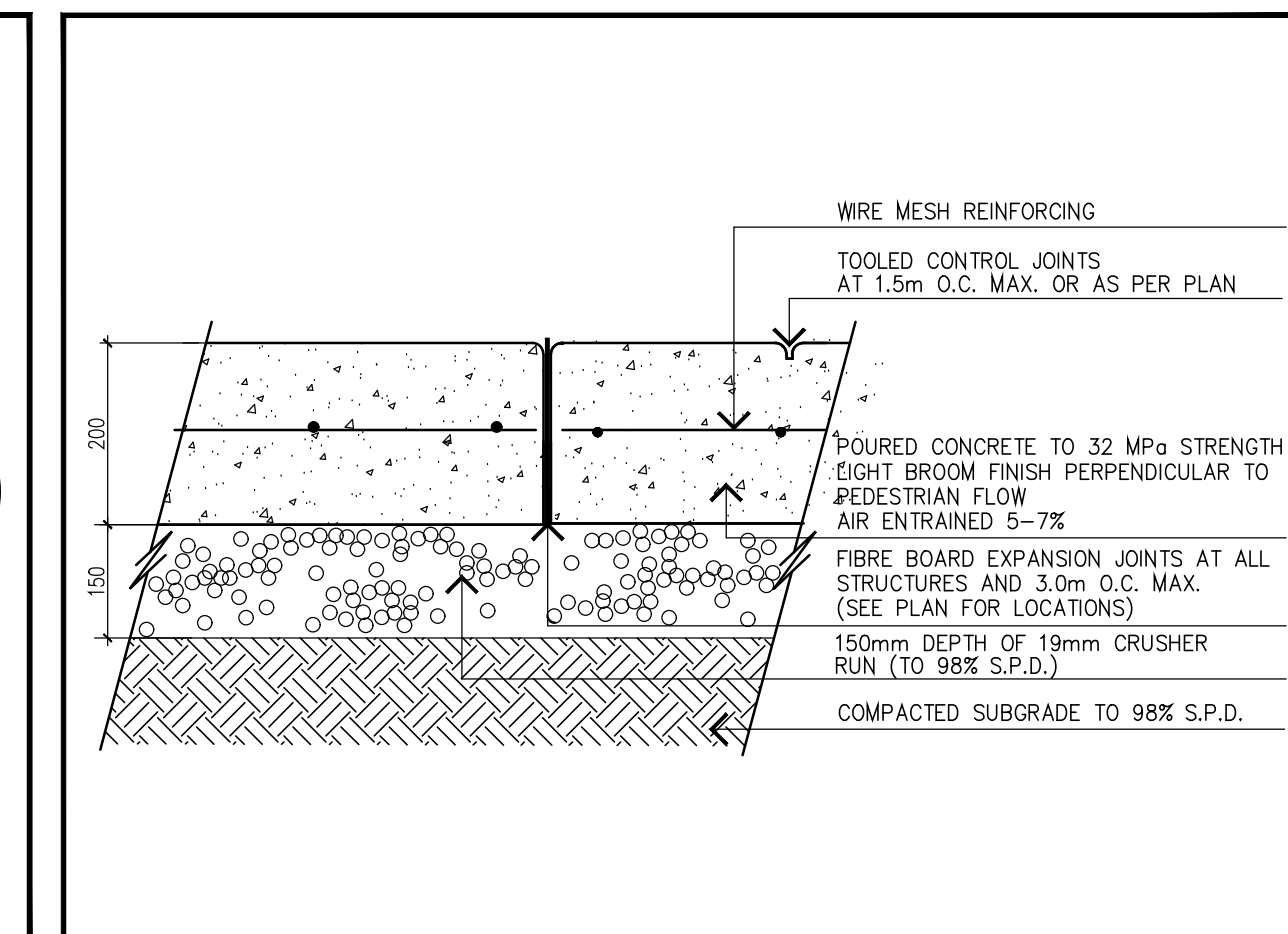 WIRE MESH REINFORCING
TOOLED CONTROL JOINTS
AT 1.5m O.C. MAX. OR AS PER PLAN
200
POURED CONCRETE TO 32 MPa STRENGTH
LIGHT BROOM FINISH PERPENDICULAR TO
PEDESTRIAN FLOW
AIR ENTRAINED 5-7%
150
FIBRE BOARD EXPANSION JOINTS AT ALL
STRUCTURES AND 3.0m O.C. MAX.
(SEE PLAN FOR LOCATIONS)
150mm DEPTH OF 19mm CRUSHER
RUN (TO 98% S.P.D.)
COMPACTED SUBGRADE TO 98% S.P.D.